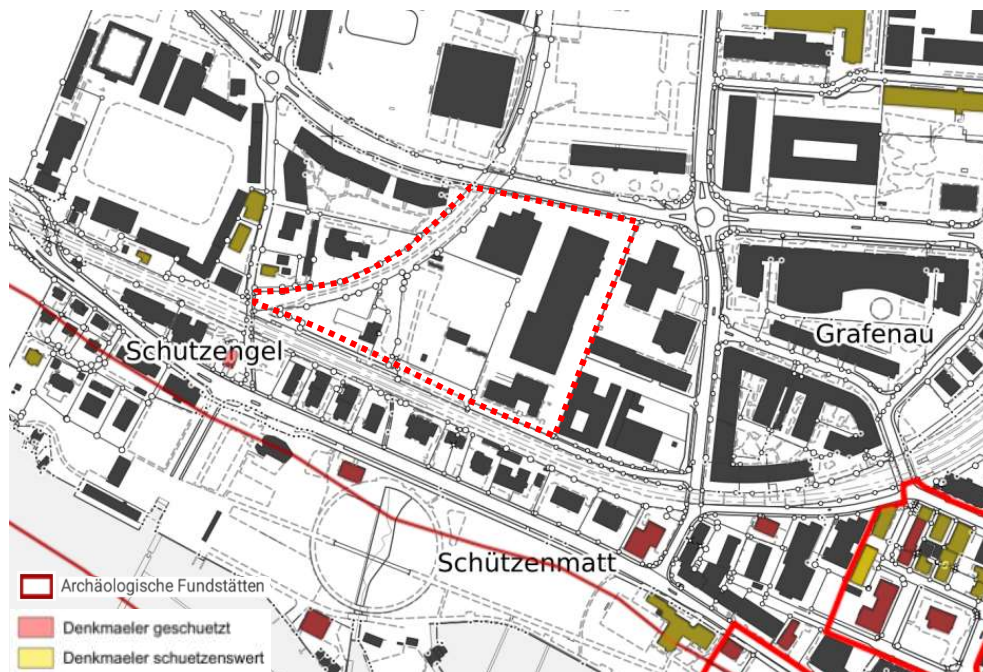 Grafenau
Schutzengel
Schützenmatt
Archäologische Fundstätten
Denkmaeler geschuetzt
Denkmaeler schuetzenswert